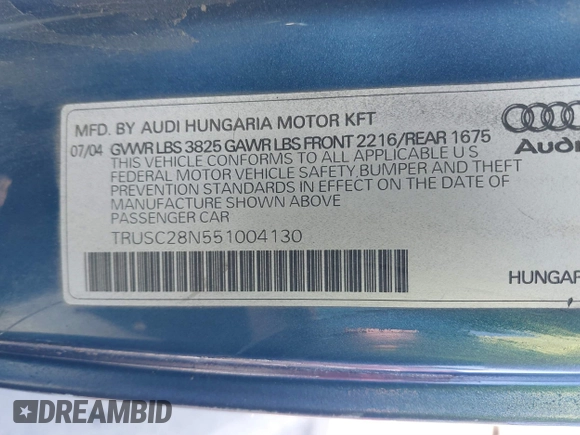 MFD. BY AUDI HUNGARIA MOTOR KFT
07/04 GVWR LBS 3825 GAWR LBS FRONT 2216/REAR 1675
THIS VEHICLE CONFORMS TO ALL APPLICABLE U S
FEDERAL MOTOR VEHICLE SAFETY,BUMPER AND THEFT
PREVENTION STANDARDS IN EFFECT ON THE DATE OF
MANUFACTURE SHOWN ABOVE
PASSENGER CAR
TRUSC28N551004130
Audi
HUNGAR
DREAMBID